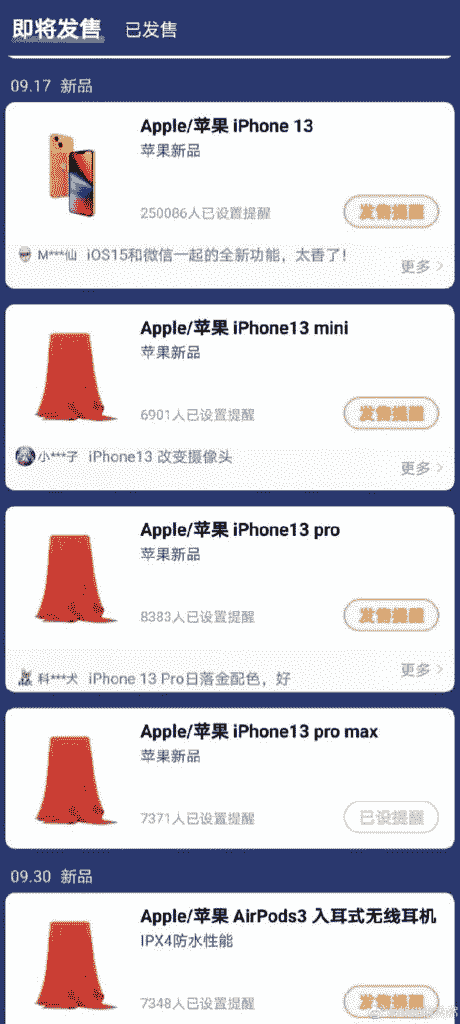 即将发售 已发售
09.17 新品
Apple/苹果 iPhone 13
苹果新品
250086人已设置提醒
发售提醒
M***仙 iOS15和微信一起的全新功能，太香了！
更多 >
Apple/苹果 iPhone13 mini
苹果新品
6901人已设置提醒
发售提醒
小***子 iPhone13 改变摄像头
更多 >
Apple/苹果 iPhone13 pro
苹果新品
8383人已设置提醒
发售提醒
科***犬 iPhone 13 Pro日落金配色，好
更多 >
Apple/苹果 iPhone13 pro max
苹果新品
7371人已设置提醒
已设提醒
09.30 新品
Apple/苹果 AirPods3 入耳式无线耳机
IPX4防水性能
7348人已设置提醒
发售提醒